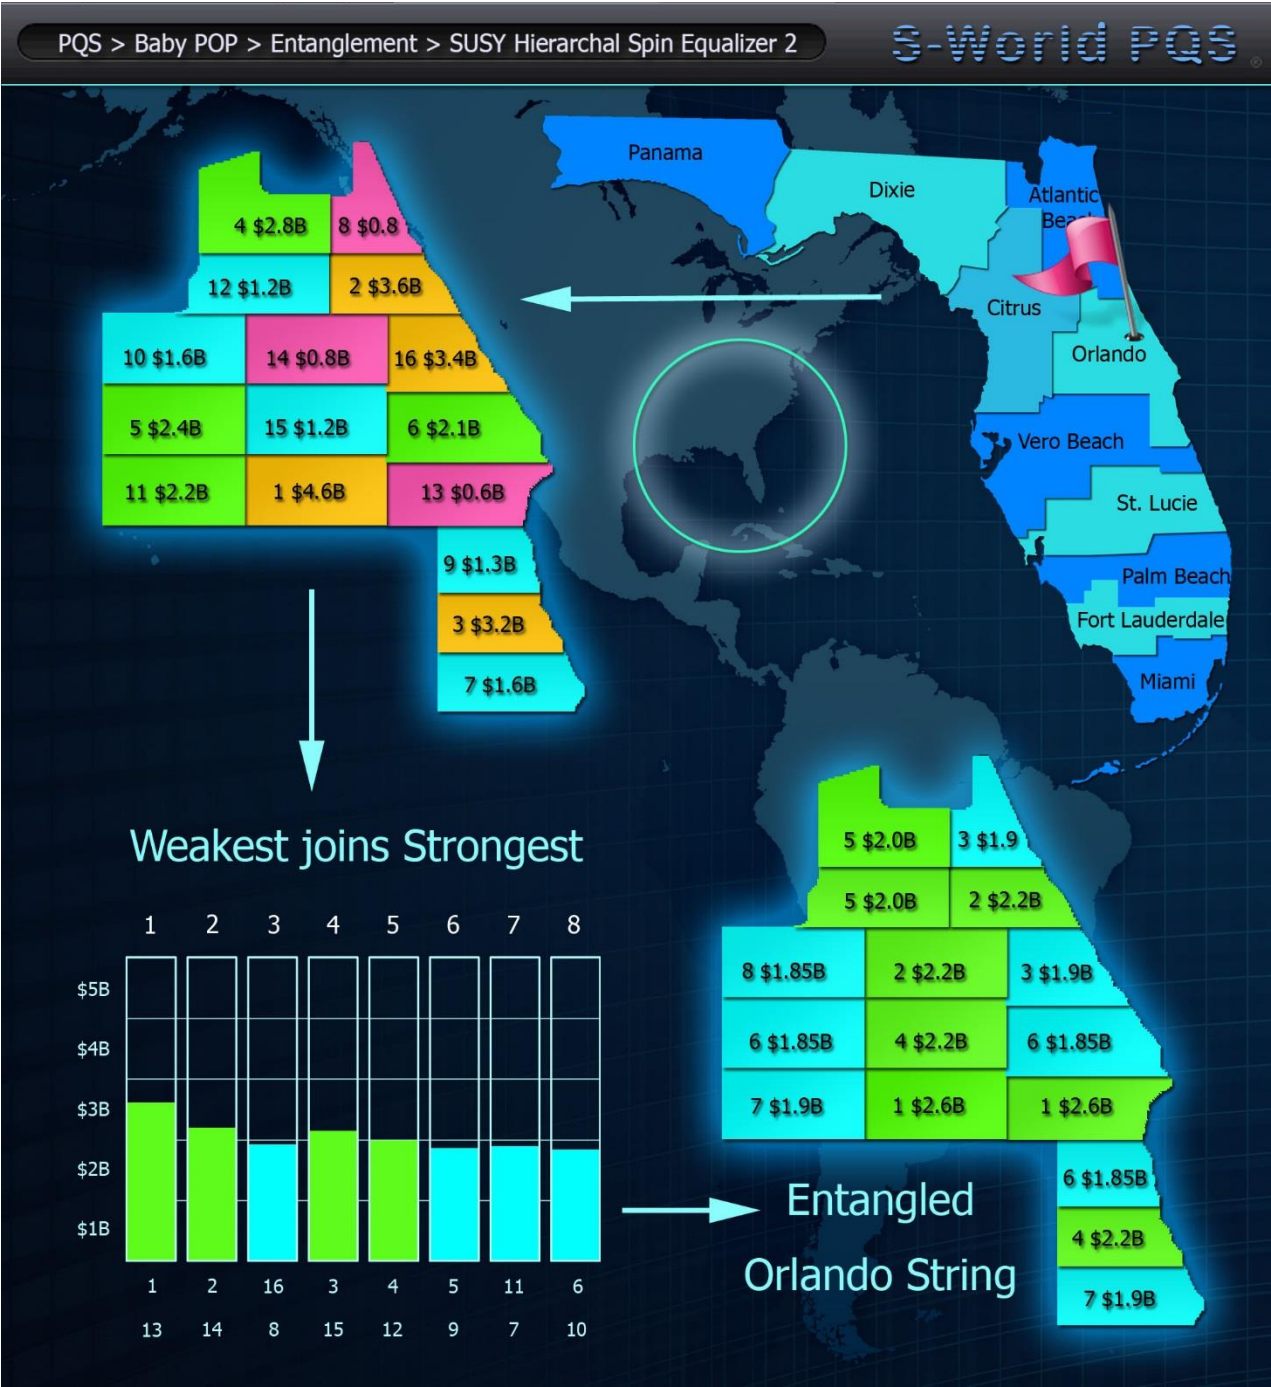 PQS > Baby POP > Entanglement > SUSY Hierarchal Spin Equalizer 2
S-World PQS ®
Panama
Dixie
Atlantic
Citrus
Orlando
Vero Beach
St. Lucie
Palm Beach
Fort Lauderdale
Miami
4 $2.8B 8 $0.8
12 $1.2B 2 $3.6B
10 $1.6B 14 $0.8B 16 $3.4B
5 $2.4B 15 $1.2B 6 $2.1B
11 $2.2B 1 $4.6B 13 $0.6B
9 $1.3B
3 $3.2B
7 $1.6B
Weakest joins Strongest
1 2 3 4 5 6 7 8
$5B
$4B
$3B
$2B
$1B
1 2 16 3 4 5 11 6
13 14 8 15 12 9 7 10
5 $2.0B 3 $1.9
5 $2.0B 2 $2.2B
8 $1.85B 2 $2.2B 3 $1.9B
6 $1.85B 4 $2.2B 6 $1.85B
7 $1.9B 1 $2.6B 1 $2.6B
6 $1.85B
4 $2.2B
7 $1.9B
Entangled
Orlando String